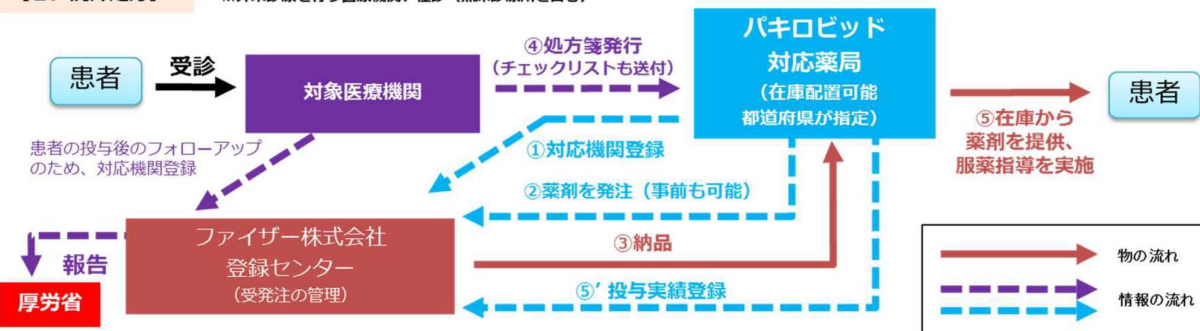 患者
受診
対象医療機関
④処方箋発行
（チェックリストも送付）
パキロビッド
対応薬局
（在庫配置可能
都道府県が指定）
⑤在庫から
薬剤を提供、
服薬指導を実施
患者
患者の投与後のフォローアップ
のため、対応機関登録
①対応機関登録
②薬剤を発注（事前も可能）
③納品
⑤’投与実績登録
ファイザー株式会社
登録センター
（受発注の管理）
報告
厚労省
物の流れ
情報の流れ